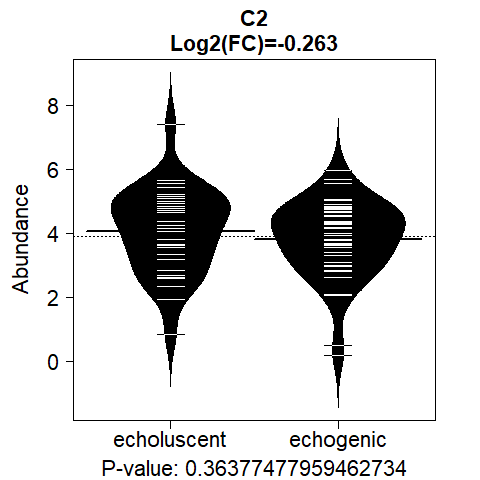 C2
Log2(FC)=-0.263
Abundance
8
6
4
2
0
echoluscent echogenic
P-value: 0.36377477959462734